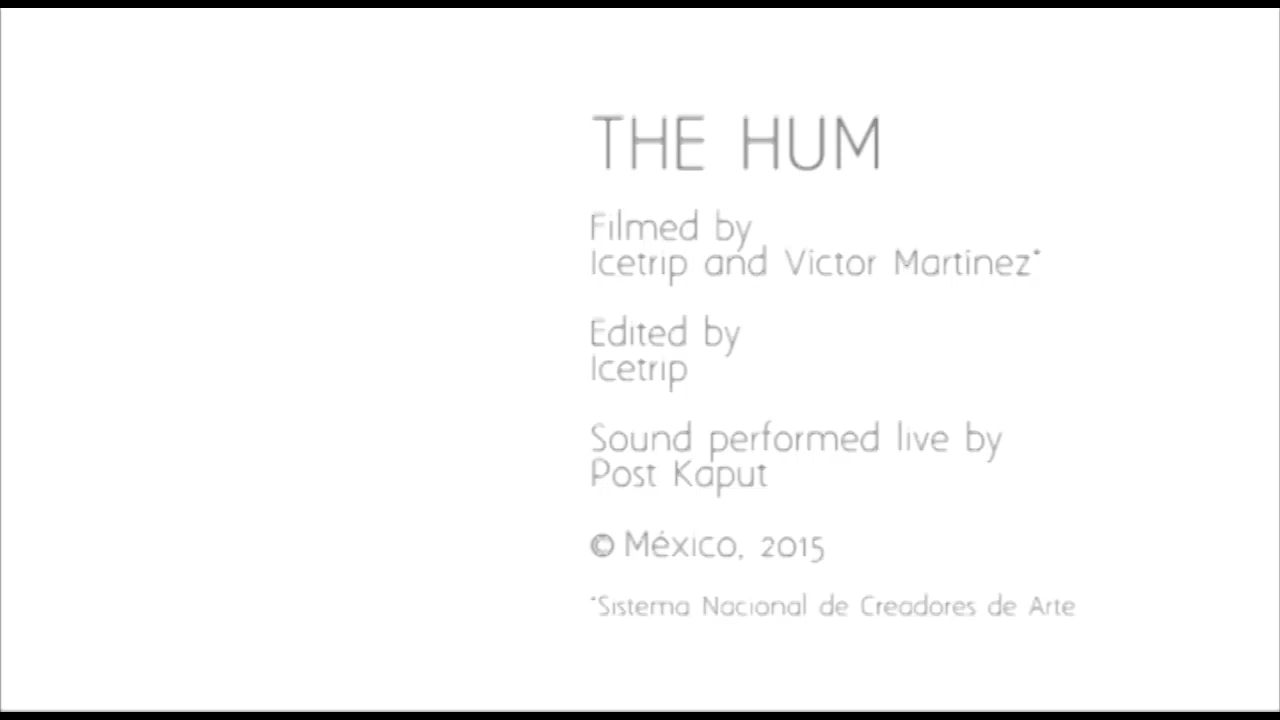 THE HUM
Filmed by
Icetrip and Victor Martinez*
Edited by
Icetrip
Sound performed live by
Post Kaput
© México, 2015
*Sistema Nacional de Creadores de Arte